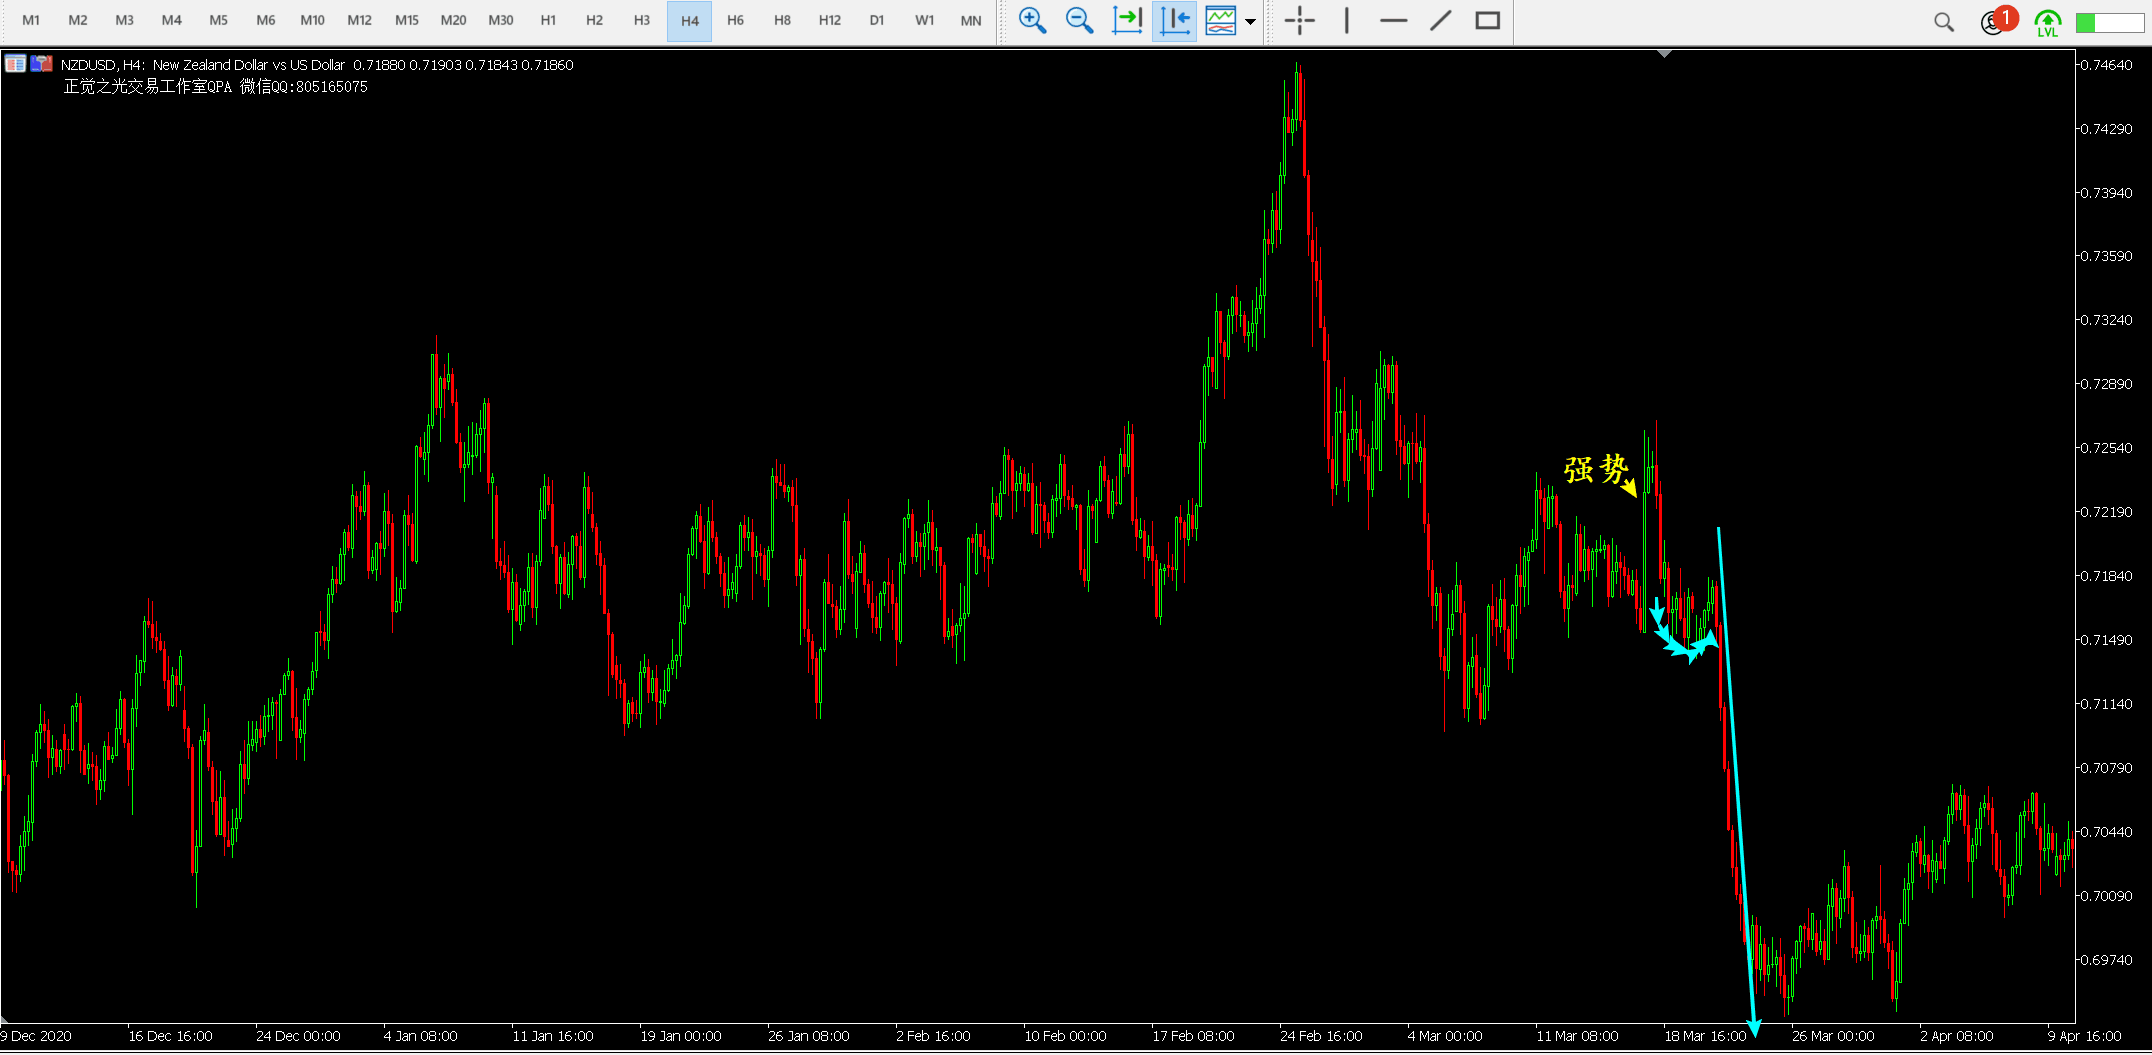 M1 M2 M3 M4 M5 M6 M10 M12 M15 M20 M30 H1 H2 H3 H4 H6 H8 H12 D1 W1 MN
1
LVL
NZDUSD, H4: New Zealand Dollar vs US Dollar 0.71880 0.71903 0.71843 0.71860
正觉之光交易工作室QPA 微信QQ:805165075
强势
0.74640
0.74290
0.73940
0.73590
0.73240
0.72890
0.72540
0.72190
0.71840
0.71490
0.71140
0.70790
0.70440
0.70090
0.69740
9 Dec 2020 16 Dec 16:00 24 Dec 00:00 4 Jan 08:00 11 Jan 16:00 19 Jan 00:00 26 Jan 08:00 2 Feb 16:00 10 Feb 00:00 17 Feb 08:00 24 Feb 16:00 4 Mar 00:00 11 Mar 08:00 18 Mar 16:00 26 Mar 00:00 2 Apr 08:00 9 Apr 16:00